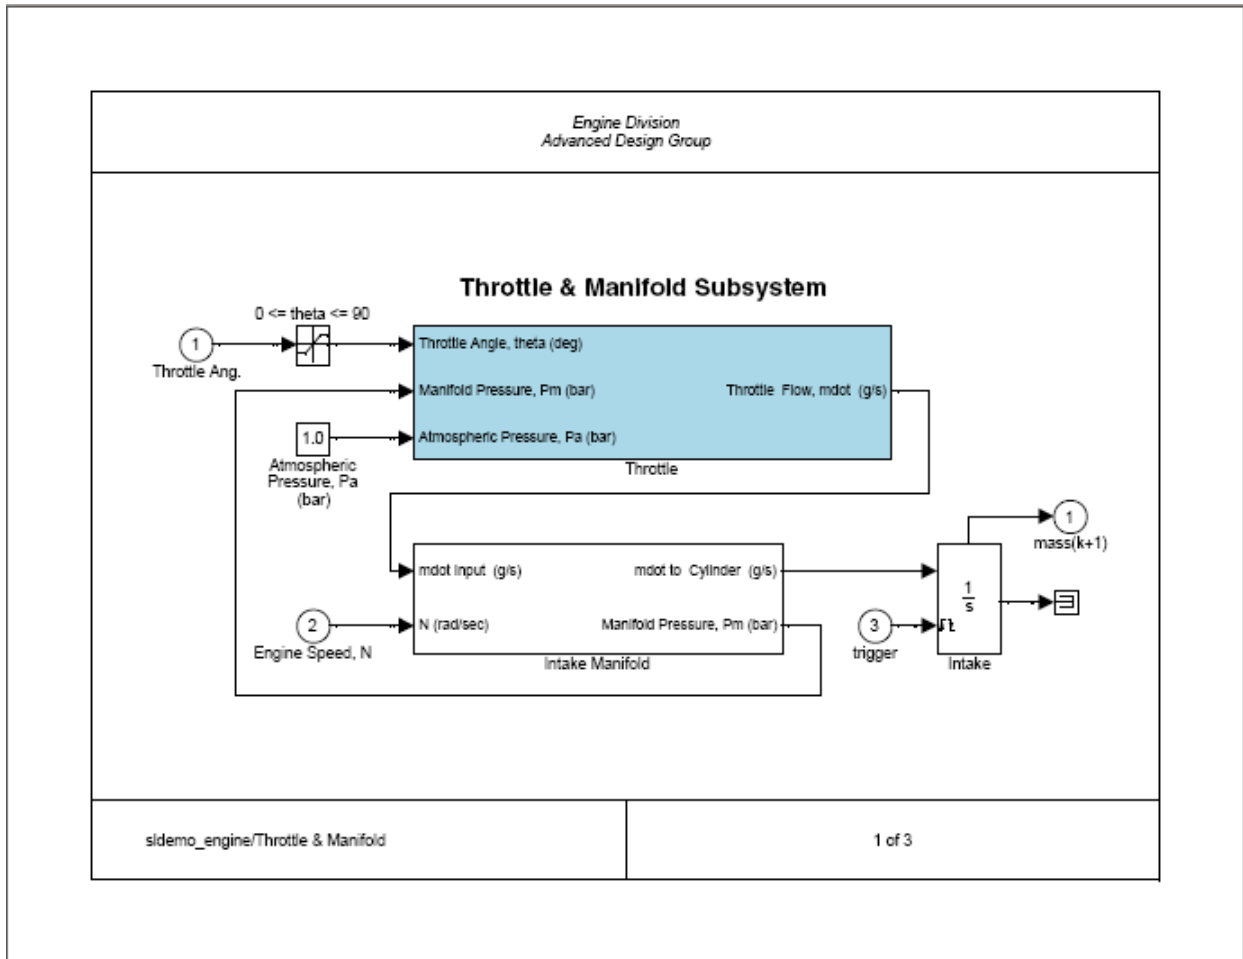 Engine Division
Advanced Design Group
Throttle & Manifold Subsystem
0 <= theta <= 90
1
Throttle Ang.
Throttle Angle, theta (deg)
Manifold Pressure, Pm (bar)
Throttle Flow, mdot (g/s)
1.0
Atmospheric Pressure, Pa (bar)
Atmospheric
Pressure, Pa
(bar)
Throttle
1
mass(k+1)
mdot Input (g/s)
mdot to Cylinder (g/s)
1
s
2
Engine Speed, N
N (rad/sec)
Manifold Pressure, Pm (bar)
Intake Manifold
3
trigger
Intake
sldemo_engine/Throttle & Manifold
1 of 3